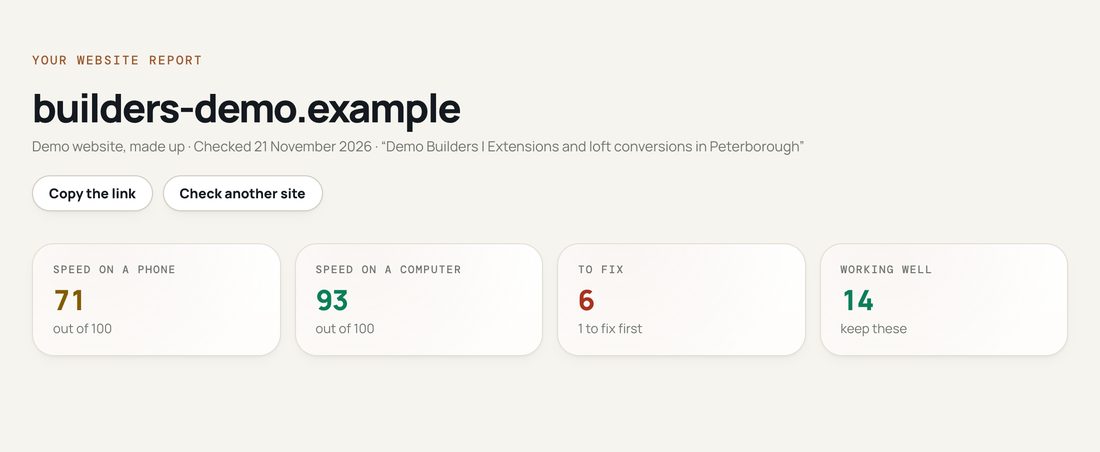 YOUR WEBSITE REPORT
builders-demo.example
Demo website, made up · Checked 21 November 2026 · “Demo Builders | Extensions and loft conversions in Peterborough”
Copy the link
Check another site
SPEED ON A PHONE
71
out of 100
SPEED ON A COMPUTER
93
out of 100
TO FIX
6
1 to fix first
WORKING WELL
14
keep these